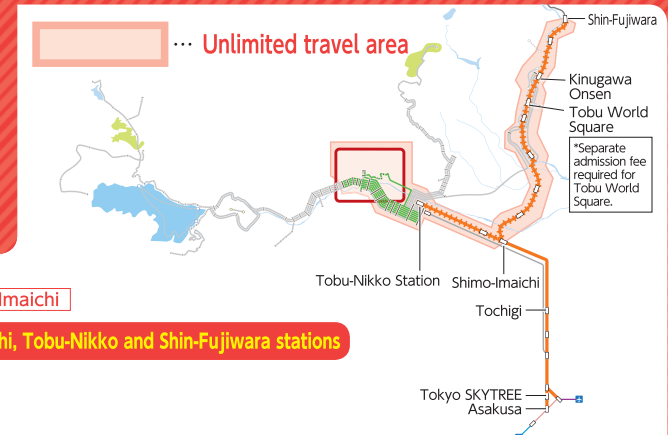 ... Unlimited travel area
Shin-Fujiwara
Kinugawa
Onsen
Tobu World
Square
*Separate
admission fee
required for
Tobu World
Square.
Tobu-Nikko Station
Shimo-Imaichi
Imaichi
Tochigi
hi, Tobu-Nikko and Shin-Fujiwara stations
Tokyo SKYTREE
Asakusa